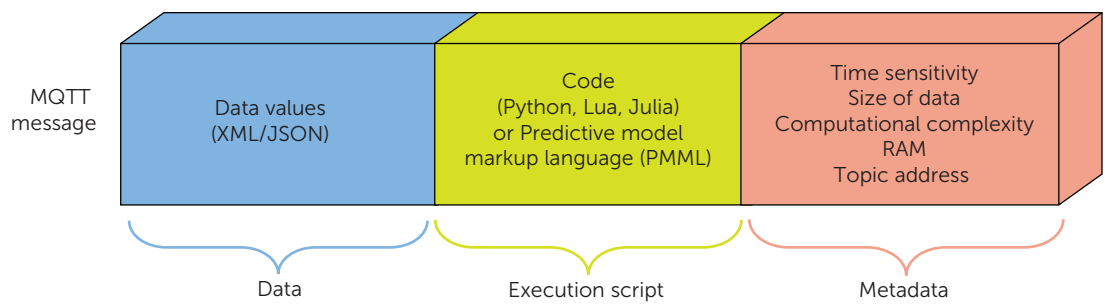 MQTT
message
Data values
(XML/JSON)
Code
(Python, Lua, Julia)
or Predictive model
markup language (PMML)
Time sensitivity
Size of data
Computational complexity
RAM
Topic address
Data
Execution script
Metadata